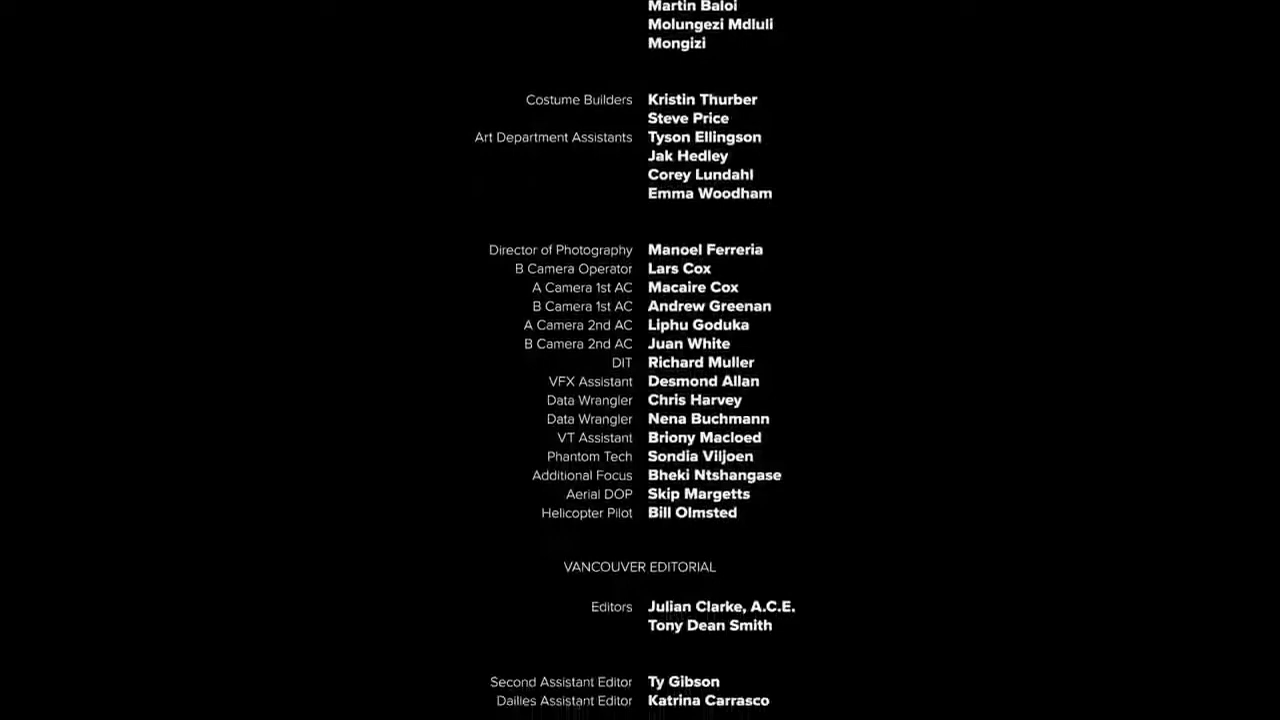 Martin Baloi
Molungezi Mdluli
Mongizi
Costume Builders Kristin Thurber
Steve Price
Art Department Assistants Tyson Ellingson
Jak Hedley
Corey Lundahl
Emma Woodham
Director of Photography Manoel Ferreria
B Camera Operator Lars Cox
A Camera 1st AC Macaire Cox
B Camera 1st AC Andrew Greenan
A Camera 2nd AC Liphu Goduka
B Camera 2nd AC Juan White
DIT Richard Muller
VFX Assistant Desmond Allan
Data Wrangler Chris Harvey
Data Wrangler Nena Buchmann
VT Assistant Briony Macloed
Phantom Tech Sondia Viljoen
Additional Focus Bheki Ntshangase
Aerial DOP Skip Margetts
Helicopter Pilot Bill Olmsted
VANCOUVER EDITORIAL
Editors Julian Clarke, A.C.E.
Tony Dean Smith
Second Assistant Editor Ty Gibson
Dailies Assistant Editor Katrina Carrasco